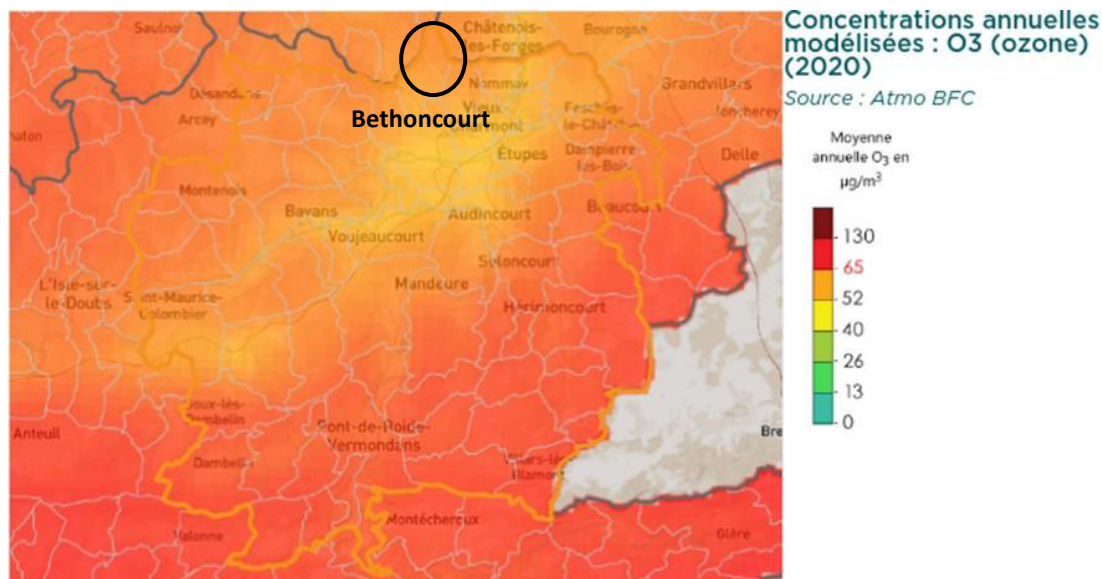 Concentrations annuelles
modélisées : O3 (ozone)
(2020)
Source : Atmo BFC
Moyenne
annuelle O3 en
µg/m3
130
65
52
40
26
13
0
Saulnot
Châtenois-
les-Forges
Bourogne
Nommay
Grandvillars
Désandans
Bethoncourt
Vieux-
Charmont
Fesches-
le-Châtel
Joncherey
Arcey
Étupes
Dampierre
les-Bois
Delle
Montenois
Bavans
Audincourt
Beaucourt
Voujeaucourt
Seloncourt
L'Isle-sur-
le-Doubs
Saint-Maurice-
Colombier
Mandeure
Hérimoncourt
Anteuil
Pont-de-Roide-
Vermondans
Bre
Dambelin
Montécheroux
Valonne
Glère